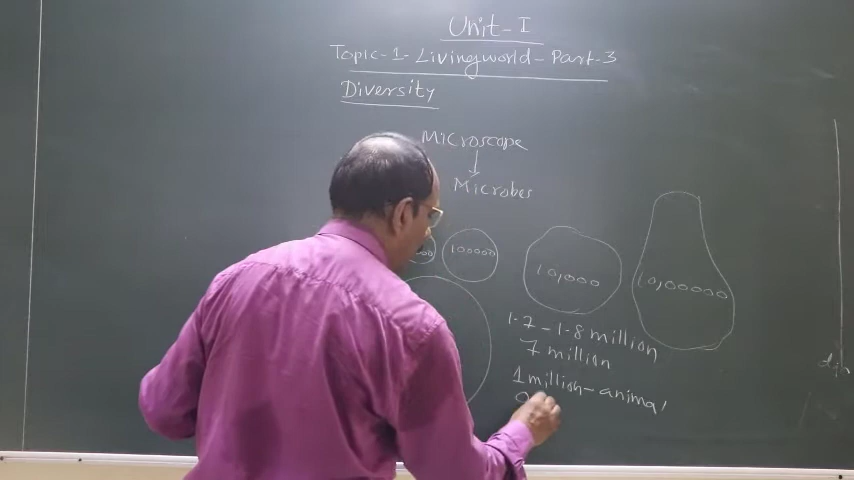 Unit-I
Topic-1-Livingworld-Part-3
Diversity
Microscope
Microbes
100000
10,000
10,00000
1.7-1.8 million
7 million
1 million-animal